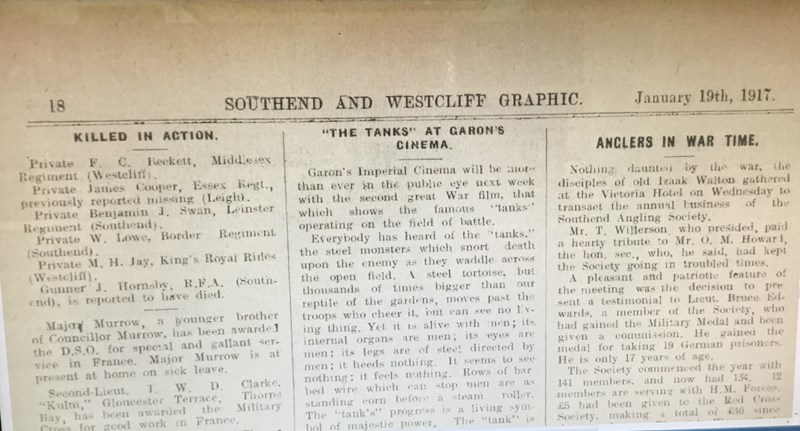 18
SOUTHEND AND WESTCLIFF GRAPHIC.
January 19th, 1917.
KILLED IN ACTION.
Private F. C. Beckett, Middlesex
Regiment (Westcliff).
Private James Cooper, Essex Regt.,
previously reported missing (Leigh).
Private Benjamin J. Swan, Leinster
Regiment (Southend).
Private W. Lowe, Border Regiment
(Southend).
Private M. H. Jay, King's Royal Rifles
(Westcliff).
Gunner J. Hornsby, R.F.A. (South-
end), is reported to have died.
Major Murrow, a younger brother
of Councillor Murrow, has been awarded
the D.S.O. for special and gallant ser-
vice in France. Major Murrow is at
present at home on sick leave.
Second-Lieut. W. D. Clarke,
"Kulm," Gloucester Terrace, Thorpe
Bay, has been awarded the Military
Cross for good work in France.
"THE TANKS" AT GARON'S
CINEMA.
Garon's Imperial Cinema will be more
than ever in the public eye next week
with the second great War film, that
which shows the famous "tanks"
operating on the field of battle.
Everybody has heard of the "tanks,"
the steel monsters which snort death
upon the enemy as they waddle across
the open field. A steel tortoise, but
thousands of times bigger than our
reptile of the gardens, moves past the
troops who cheer it, but can see no liv-
ing thing. Yet it is alive with men; its
internal organs are men; its eyes are
men; its legs are of steel directed by
men; it heeds nothing. It seems to see
nothing; it feels nothing. Rows of bar
bed wire which can stop men are as
standing corn before a steam roller.
The "tank's" progress is a living sym-
bol of majestic power. The "tank" is
ANGLERS IN WAR TIME.
Nothing daunted by the war, the
disciples of old Izaak Walton gathered
at the Victoria Hotel on Wednesday to
transact the annual business of the
Southend Angling Society.
Mr. T. Willerson, who presided, paid
a hearty tribute to Mr. O. M. Howard,
the hon. sec., who, he said, had kept
the Society going in troubled times.
A pleasant and patriotic feature of
the meeting was the decision to pre
sent a testimonial to Lieut. Bruce Ed-
wards, a member of the Society, who
had gained the Military Medal and been
given a commission. He gained the
medal for taking 19 German prisoners.
He is only 17 years of age.
The Society commenced the year with
141 members, and now had 12
members are serving with H.M. Forces.
£5 had been given to the Red Cross
Society, making a total of £40 since